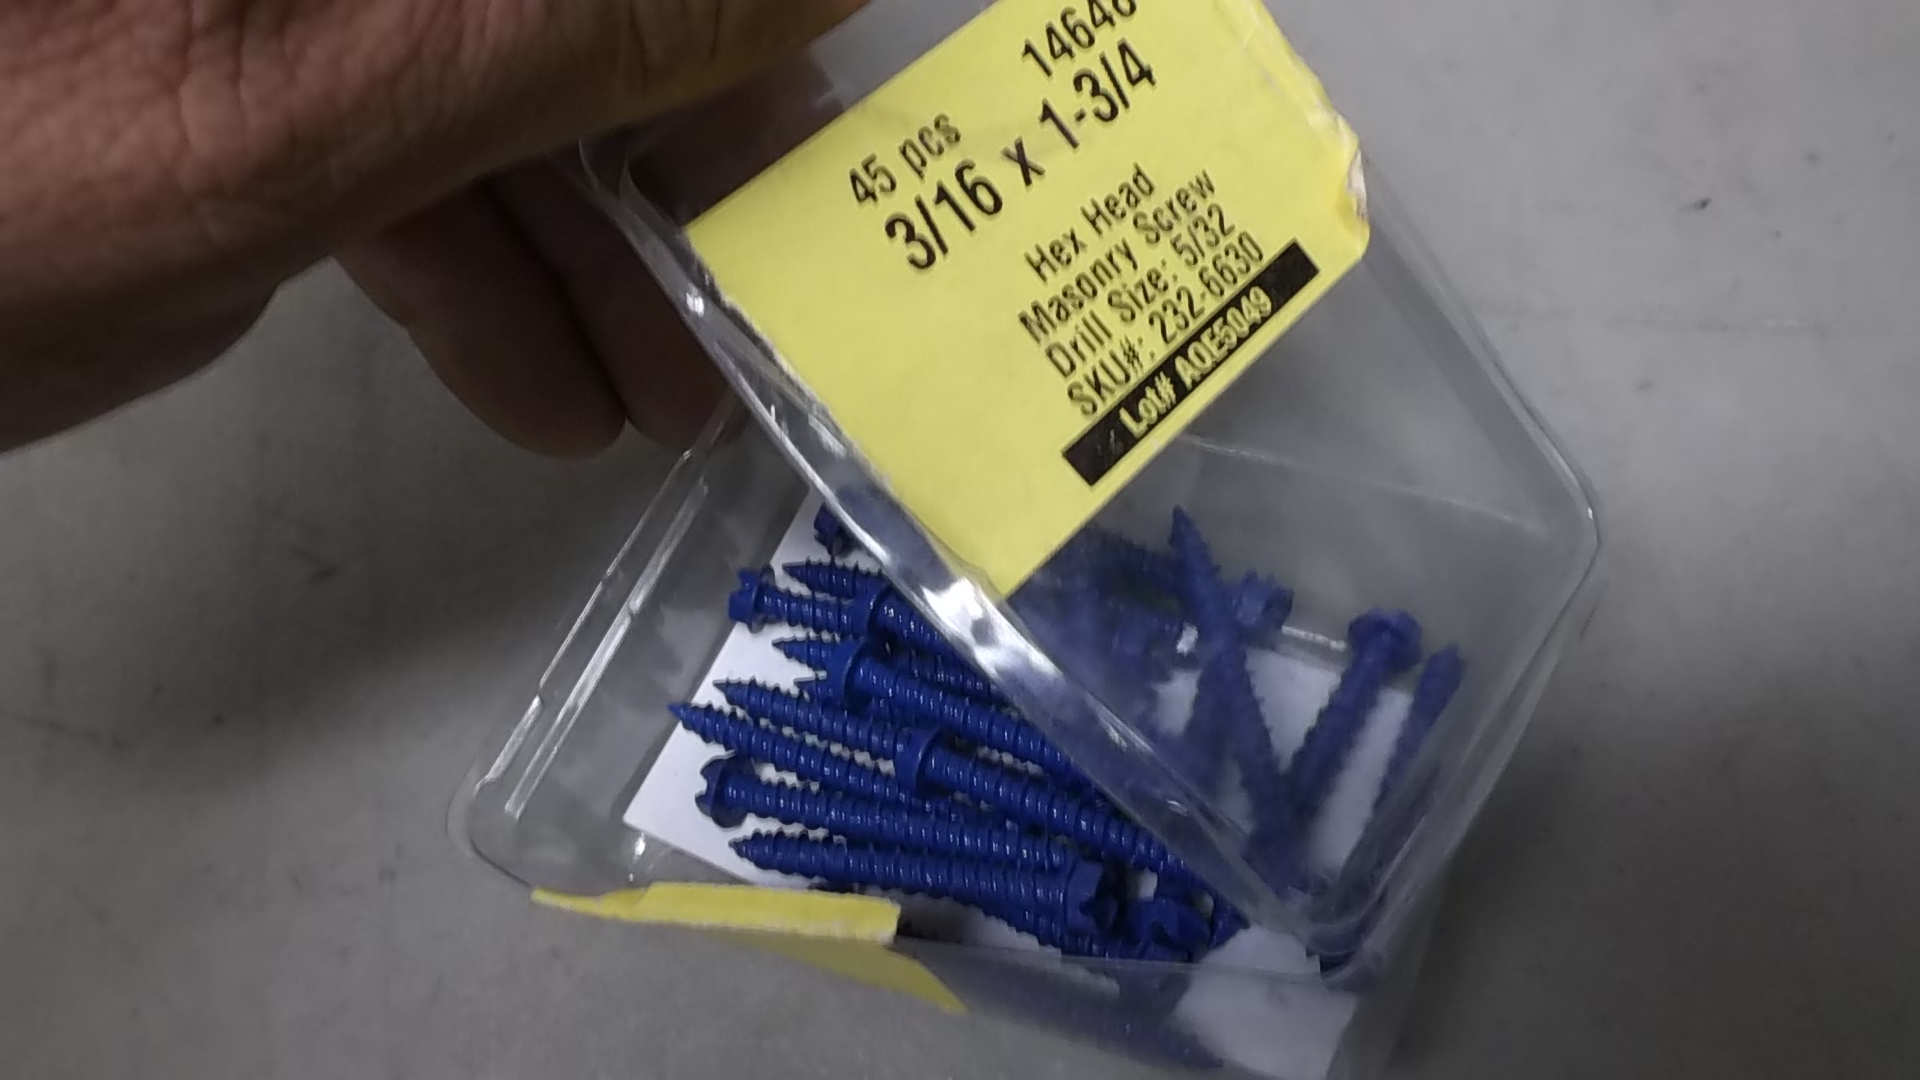 14648
45 pcs
3/16 x 1-3/4
Hex Head
Masonry Screw
Drill Size: 5/32
SKU#: 232-6630
Lot# AQE5049